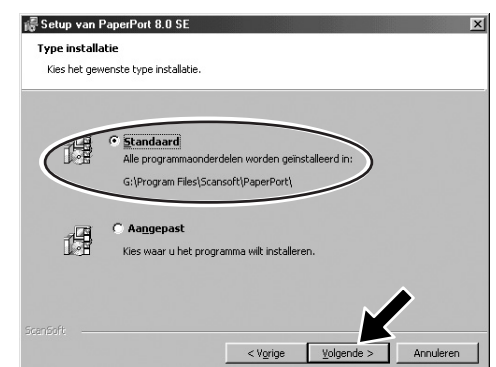 Setup van PaperPort 8.0 SE
Type installatie
Kies het gewenste type installatie.
Standaard
Alle programmaonderdelen worden geïnstalleerd in:
G:\Program Files\Scansoft\PaperPort\
Aangepast
Kies waar u het programma wilt installeren.
ScanSoft
< Vorige Volgende > Annuleren